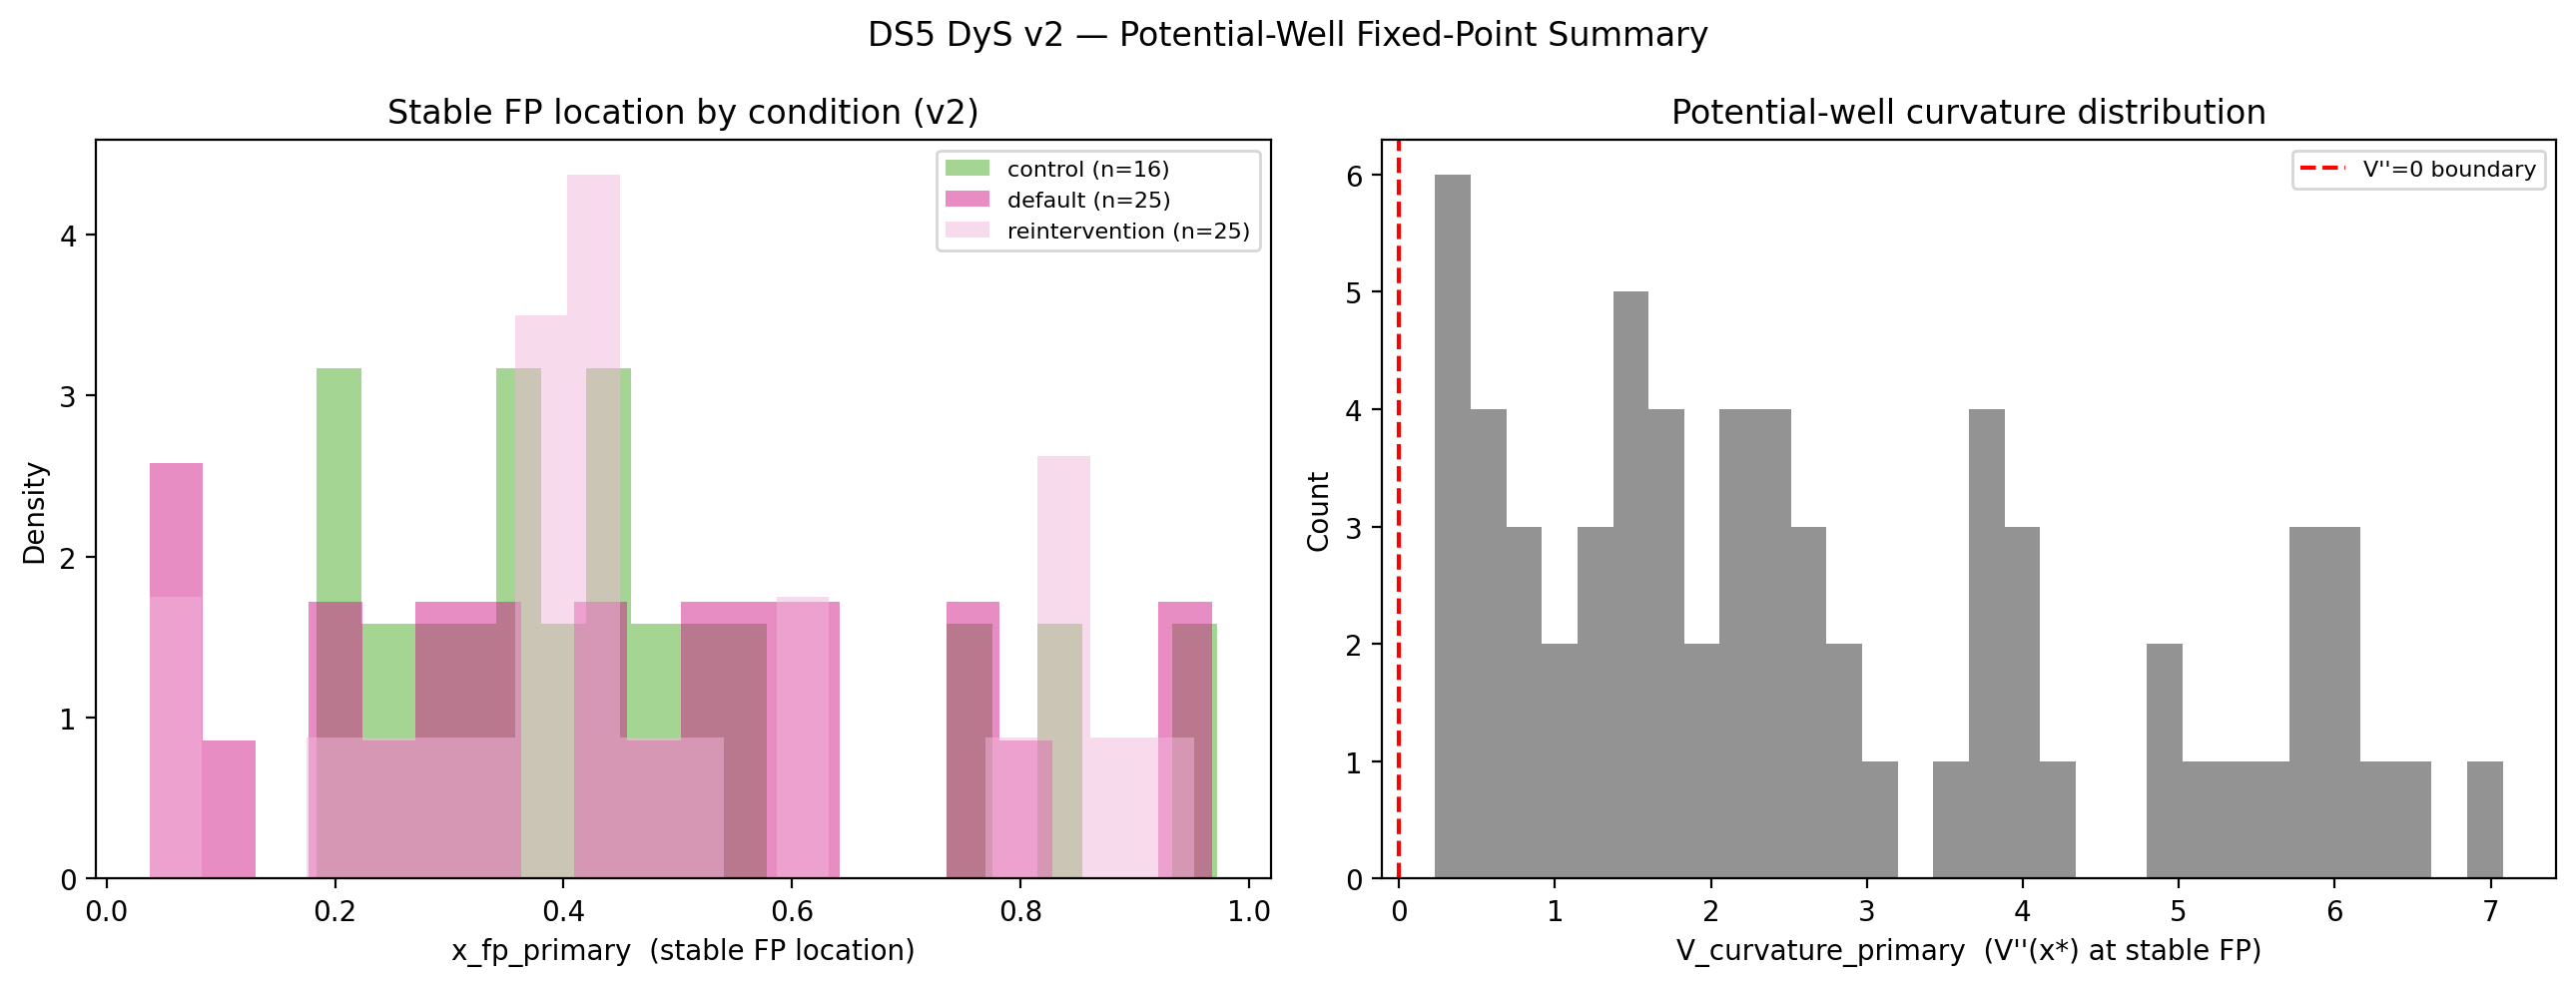 DS5 DyS v2 — Potential-Well Fixed-Point Summary
Stable FP location by condition (v2)
Density
4
3
2
1
0
0.0 0.2 0.4 0.6 0.8 1.0
x_fp_primary (stable FP location)
control (n=16)
default (n=25)
reintervention (n=25)
Potential-well curvature distribution
Count
6
5
4
3
2
1
0
0 1 2 3 4 5 6 7
V_curvature_primary (V''(x*) at stable FP)
V''=0 boundary